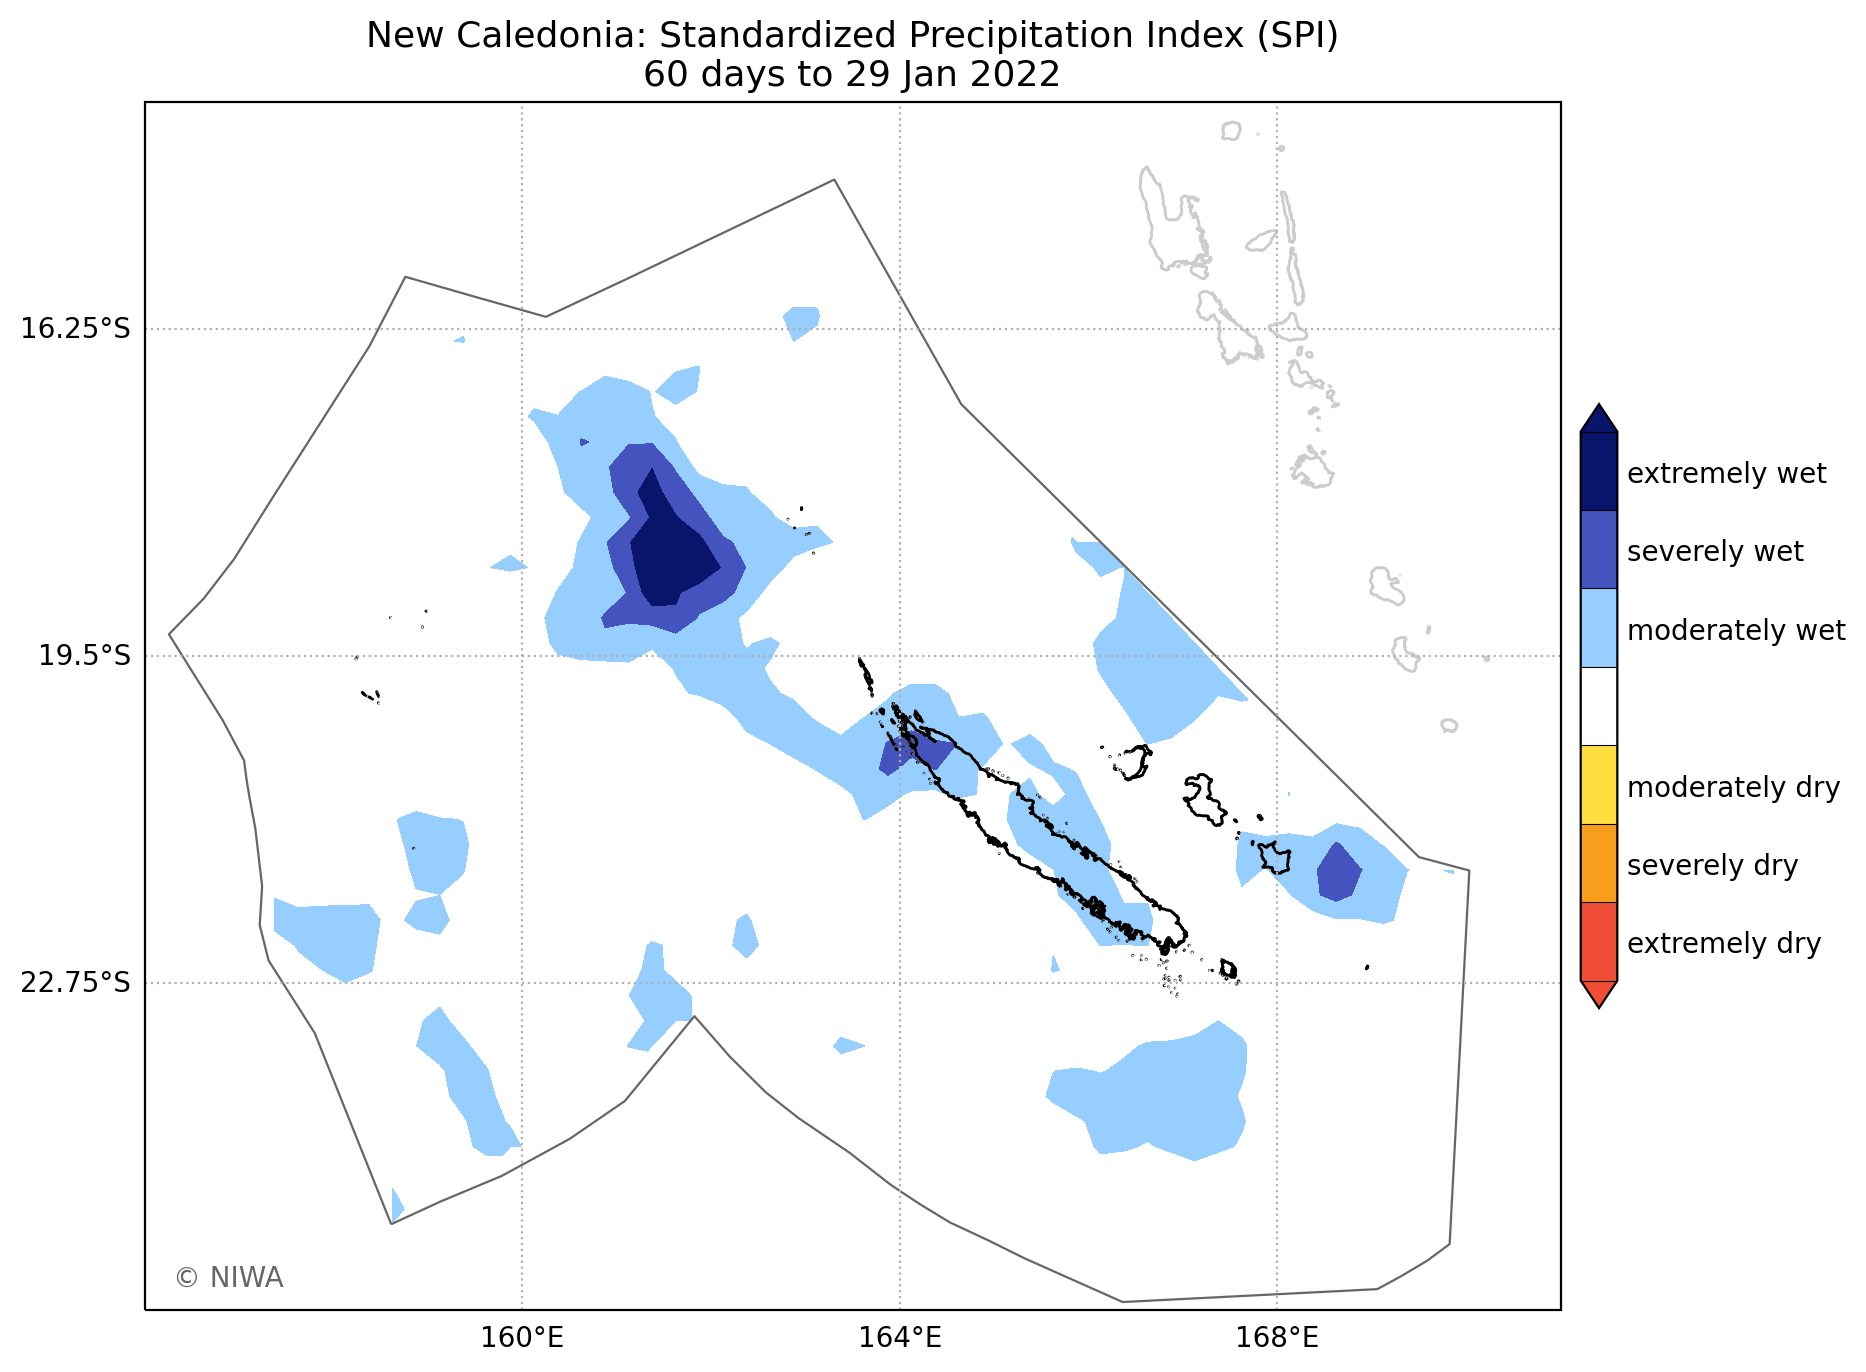 New Caledonia: Standardized Precipitation Index (SPI)
60 days to 29 Jan 2022
16.25°S
19.5°S
22.75°S
160°E
164°E
168°E
© NIWA
extremely wet
severely wet
moderately wet
moderately dry
severely dry
extremely dry